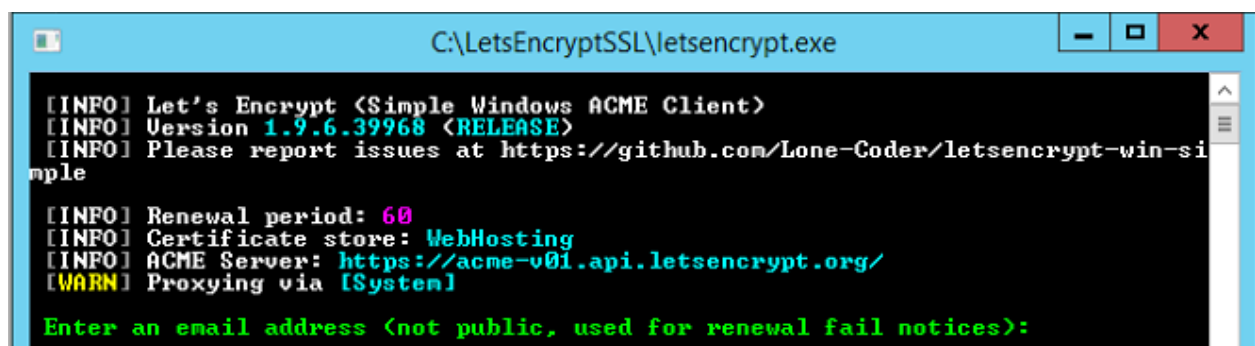 C:\LetsEncryptSSL\letsencrypt.exe
[INFO] Let's Encrypt (Simple Windows ACME Client)
[INFO] Version 1.9.6.39968 (RELEASE)
[INFO] Please report issues at https://github.com/Lone-Coder/letsencrypt-win-si
mple
[INFO] Renewal period: 60
[INFO] Certificate store: WebHosting
[INFO] ACME Server: https://acme-v01.api.letsencrypt.org/
[WARN] Proxying via [System]
Enter an email address (not public, used for renewal fail notices):